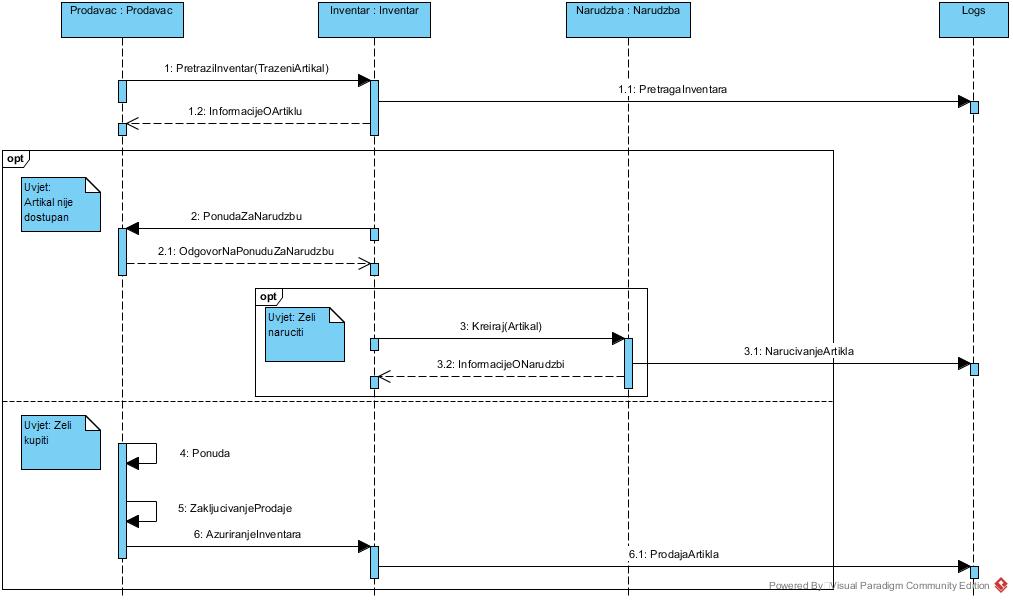 Prodavac : Prodavac
Inventar : Inventar
Narudzba : Narudzba
Logs
1: PretraziInventar(TrazeniArtikal)
1.1: PretragaInventara
1.2: InformacijeOArtiklu
opt
Uvjet:
Artikal nije
dostupan
2: PonudaZaNarudzbu
2.1: OdgovorNaPonuduZaNarudzbu
opt
Uvjet: Zeli
naruciti
3: Kreiraj(Artikal)
3.1: NarucivanjeArtikla
3.2: InformacijeONarudzbi
Uvjet: Zeli
kupiti
4: Ponuda
5: ZakljucivanjeProdaje
6: AzuriranjeInventara
6.1: ProdajaArtikla
Powered By Visual Paradigm Community Edition